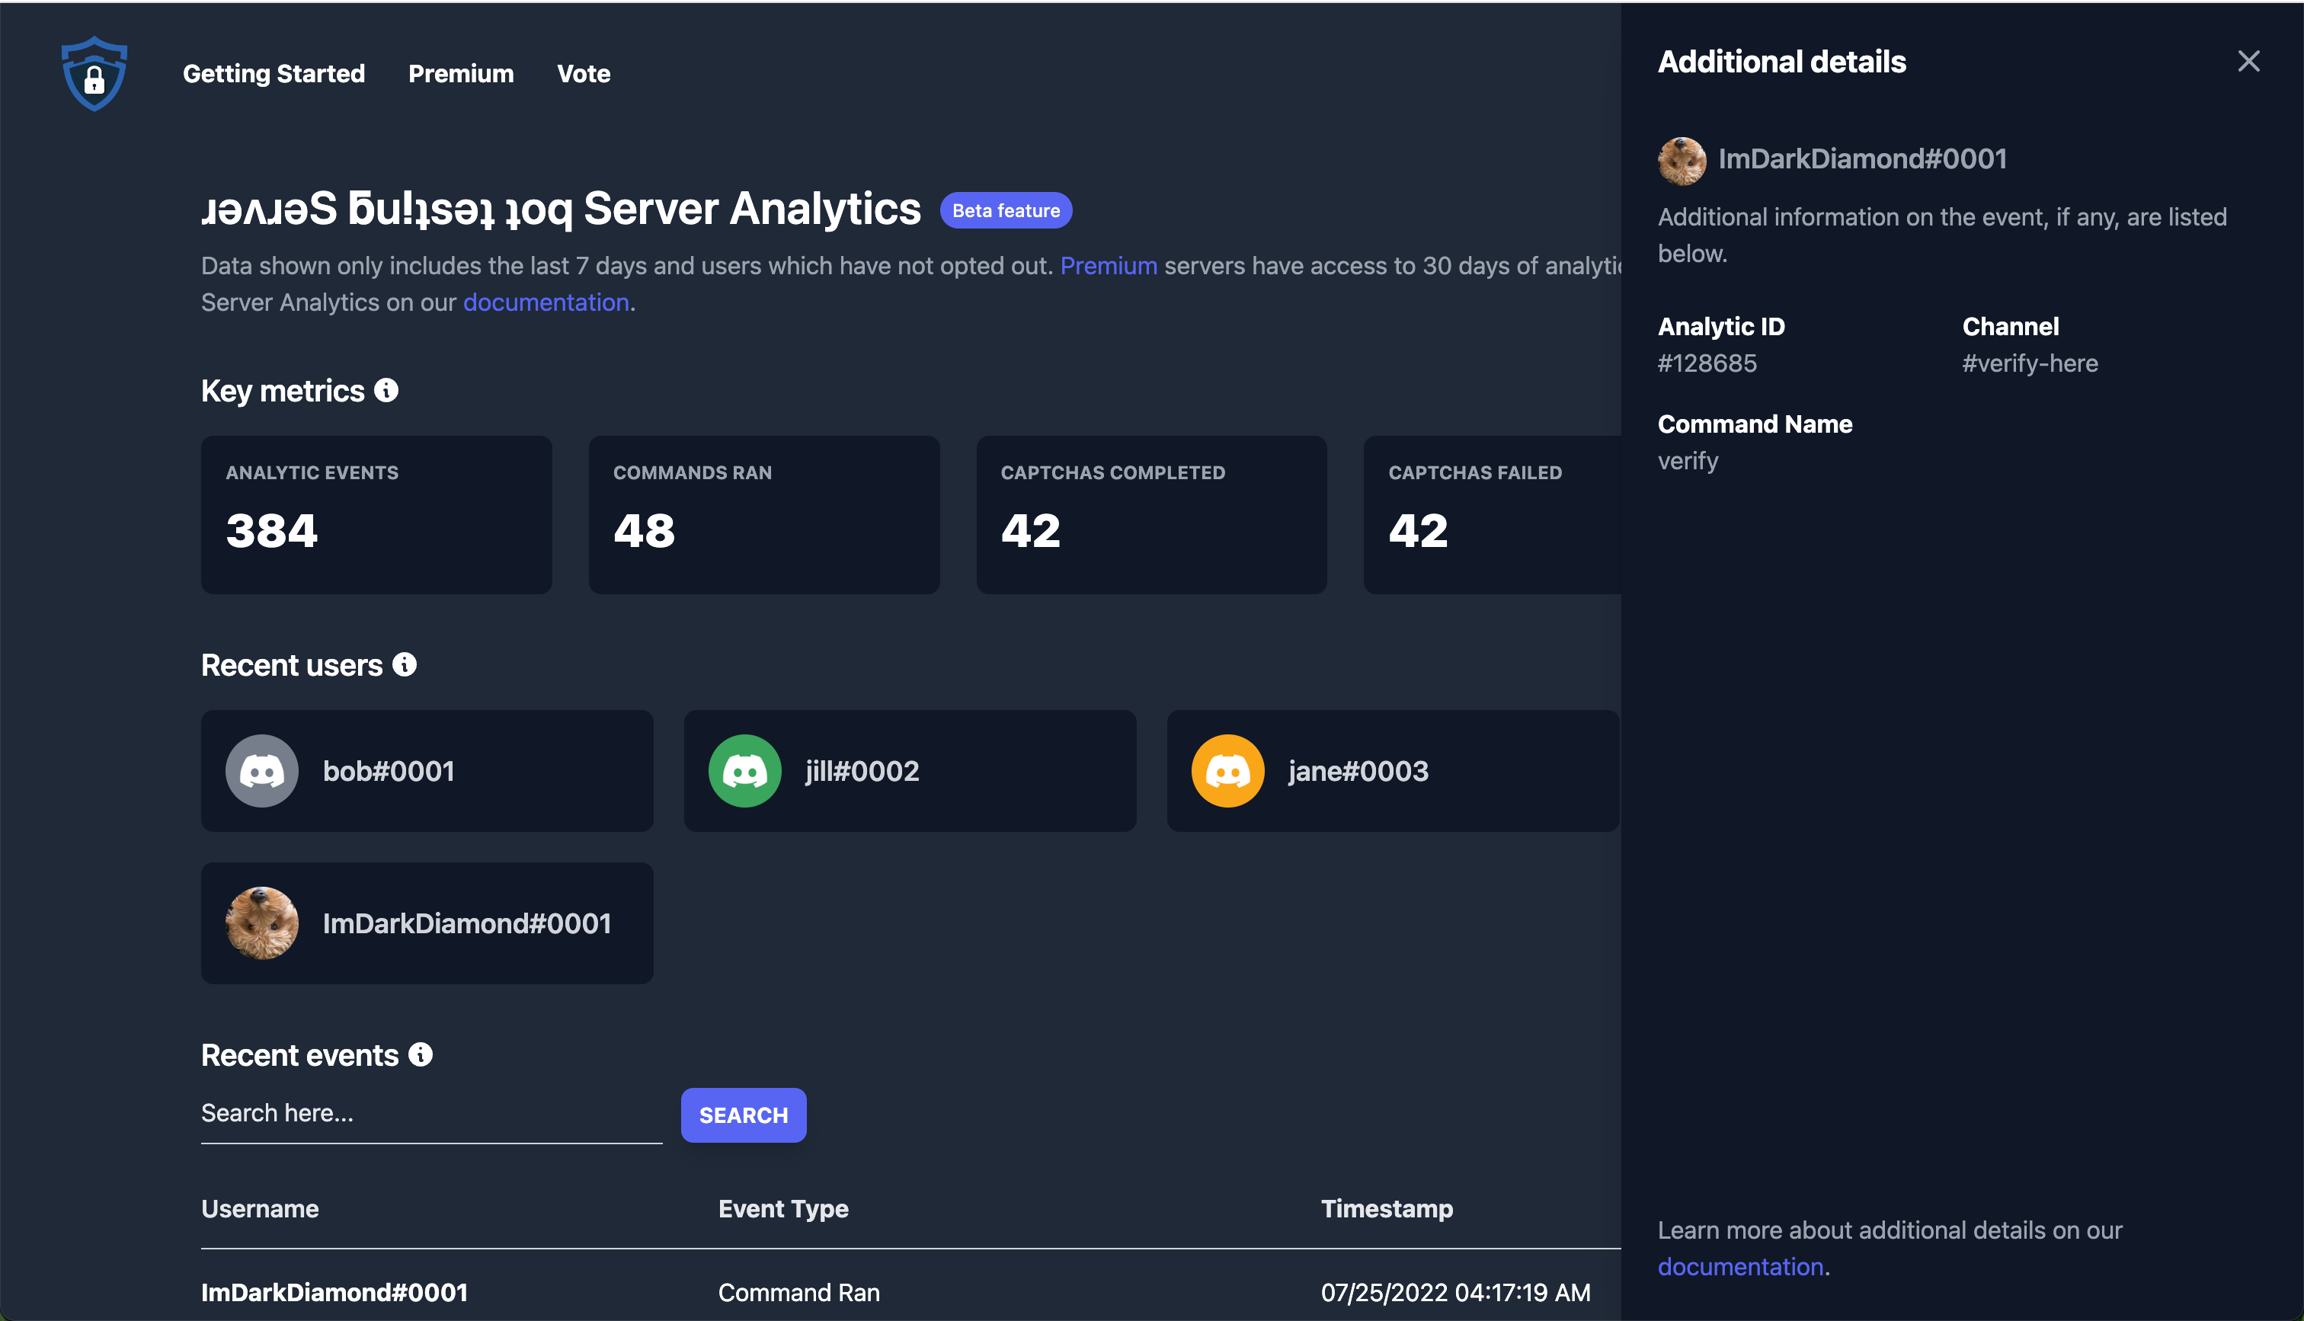 Getting Started Premium Vote
ɹǝʌɹǝS ƃuᴉʇsǝʇ ʇoq Server Analytics Beta feature
Data shown only includes the last 7 days and users which have not opted out. Premium servers have access to 30 days of
Server Analytics on our documentation.
Key metrics
ANALYTIC EVENTS
384
COMMANDS RAN
48
CAPTCHAS COMPLETED
42
CAPTCHAS FAILED
42
Recent users
bob#0001
jill#0002
jane#0003
ImDarkDiamond#0001
Recent events
Search here...
SEARCH
Username Event Type Timestamp
ImDarkDiamond#0001 Command Ran 07/25/2022 04:17:19 AM
Additional details
ImDarkDiamond#0001
Additional information on the event, if any, are listed
below.
Analytic ID
#128685
Channel
#verify-here
Command Name
verify
Learn more about additional details on our
documentation.